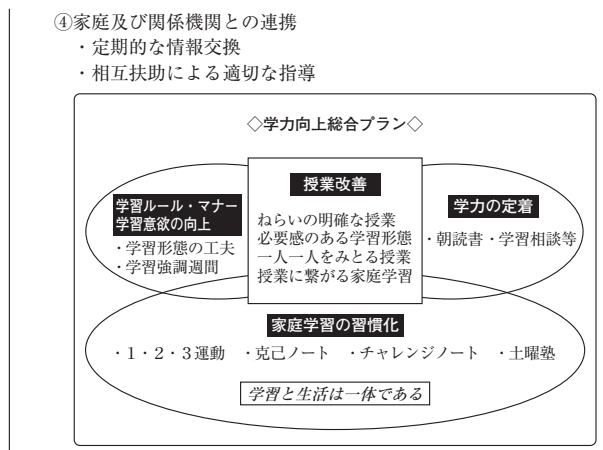 ④家庭及び関係機関との連携
・定期的な情報交換
・相互扶助による適切な指導
◇学力向上総合プラン◇
学習ルール・マナー
学習意欲の向上
・学習形態の工夫
・学習強調週間
授業改善
ねらいの明確な授業
必要感のある学習形態
一人一人をみとる授業
授業に繋がる家庭学習
学力の定着
・朝読書・学習相談等
家庭学習の習慣化
・1・2・3運動　・克己ノート　・チャレンジノート　・土曜塾
学習と生活は一体である